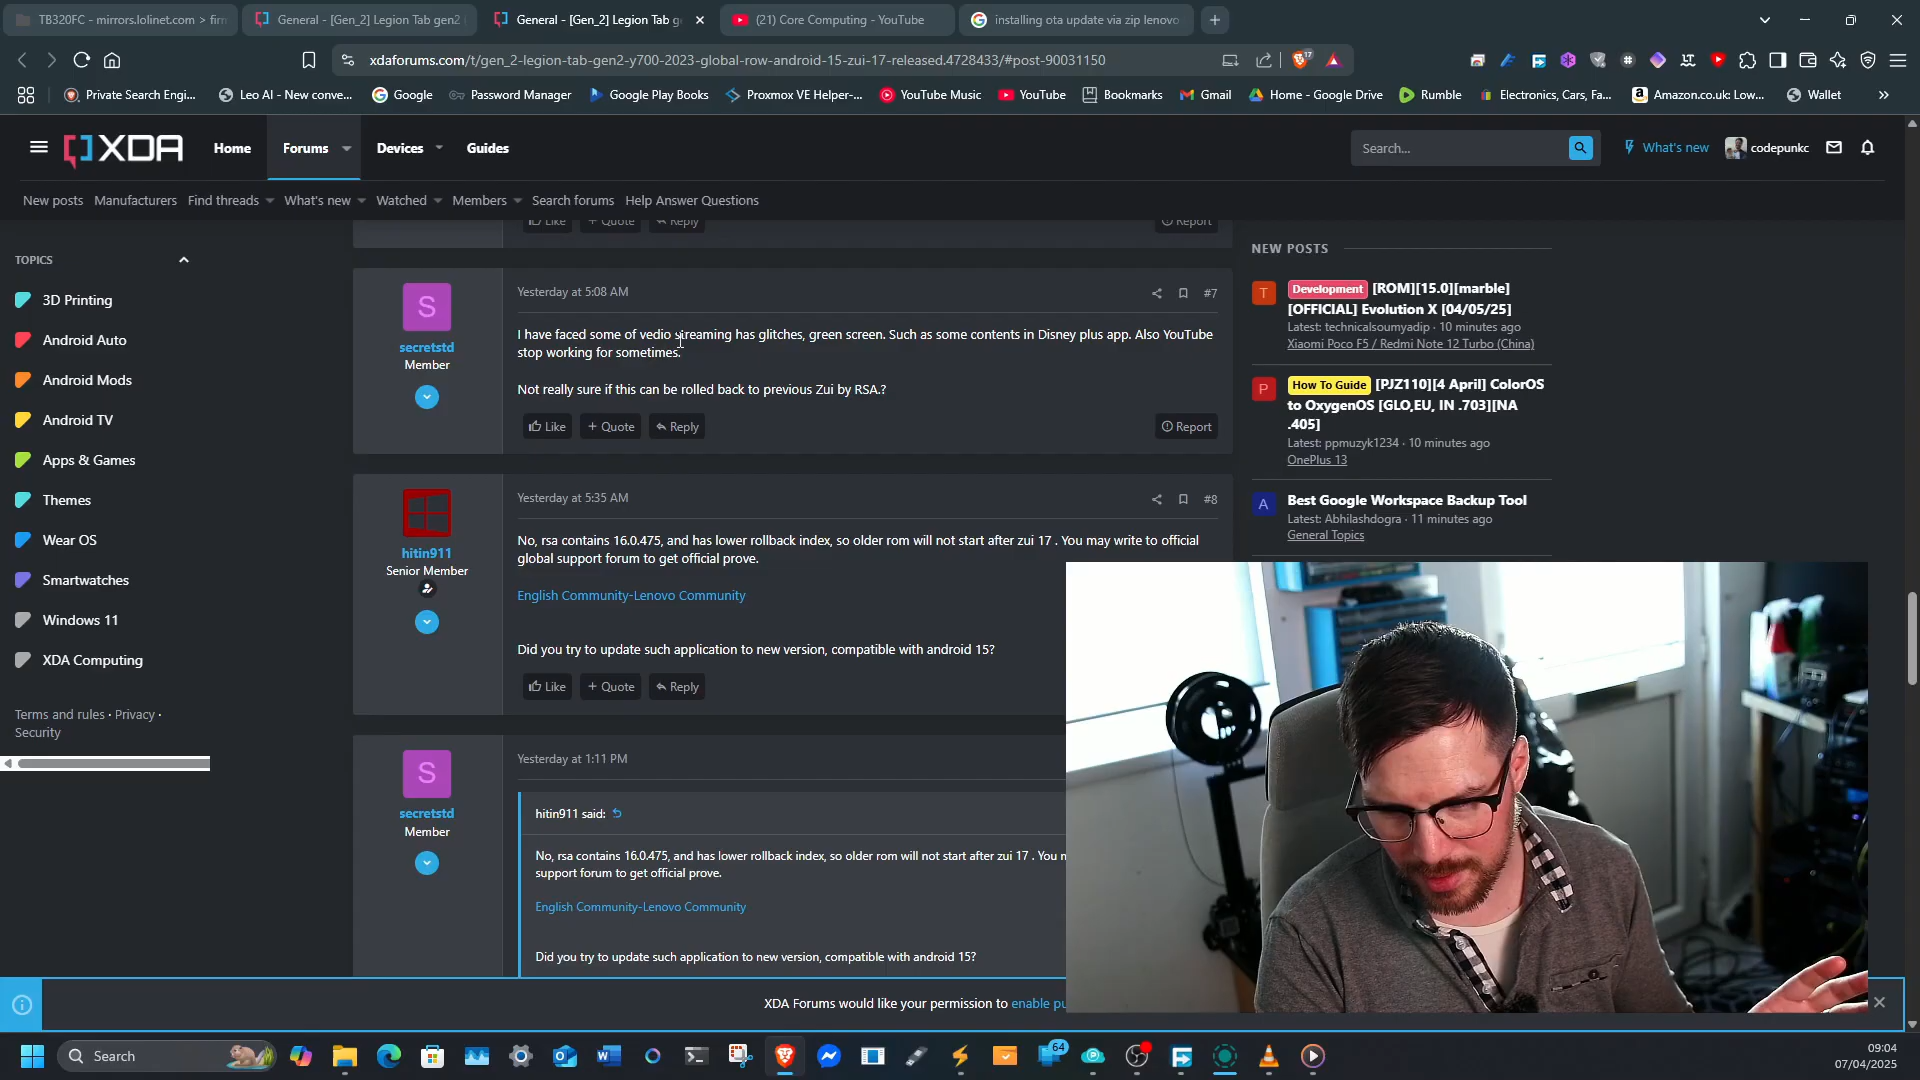 TB320FC - mirrors.lolinet.com > firm
General - [Gen_2] Legion Tab gen2
General - [Gen_2] Legion Tab ge
(21) Core Computing - YouTube
installing ota update via zip lenovo
xdaforums.com/t/gen_2-legion-tab-gen2-y700-2023-global-row-android-15-zui-17-released.4728433/#post-90031150
17
Private Search Engi...
Leo AI - New conve...
Google
Password Manager
Google Play Books
Proxmox VE Helper-...
YouTube Music
YouTube
Bookmarks
Gmail
Home - Google Drive
Rumble
Electronics, Cars, Fa...
Amazon.co.uk: Low...
Wallet
XDA
Home
Forums
Devices
Guides
Search...
What's new
codepunkc
New posts
Manufacturers
Find threads
What's new
Watched
Members
Search forums
Help Answer Questions
TOPICS
3D Printing
Android Auto
Android Mods
Android TV
Apps & Games
Themes
Wear OS
Smartwatches
Windows 11
XDA Computing
Terms and rules · Privacy ·
Security
Like
+ Quote
Reply
Report
S
secretstd
Member
Yesterday at 5:08 AM
#7
I have faced some of vedio streaming has glitches, green screen. Such as some contents in Disney plus app. Also YouTube
stop working for sometimes.
Not really sure if this can be rolled back to previous Zui by RSA.?
Like
+ Quote
Reply
Report
hitin911
Senior Member
Yesterday at 5:35 AM
#8
No, rsa contains 16.0.475, and has lower rollback index, so older rom will not start after zui 17 . You may write to official
global support forum to get official prove.
English Community-Lenovo Community
Did you try to update such application to new version, compatible with android 15?
Like
+ Quote
Reply
S
secretstd
Member
Yesterday at 1:11 PM
hitin911 said:
No, rsa contains 16.0.475, and has lower rollback index, so older rom will not start after zui 17 . You m
support forum to get official prove.
English Community-Lenovo Community
Did you try to update such application to new version, compatible with android 15?
NEW POSTS
T
Development [ROM][15.0][marble]
[OFFICIAL] Evolution X [04/05/25]
Latest: technicalsoumyadip · 10 minutes ago
Xiaomi Poco F5 / Redmi Note 12 Turbo (China)
P
How To Guide [PJZ110][4 April] ColorOS
to OxygenOS [GLO,EU, IN .703][NA
.405]
Latest: ppmuzyk1234 · 10 minutes ago
OnePlus 13
A
Best Google Workspace Backup Tool
Latest: Abhilashdogra · 11 minutes ago
General Topics
XDA Forums would like your permission to enable pu
Search
64
09:04
07/04/2025